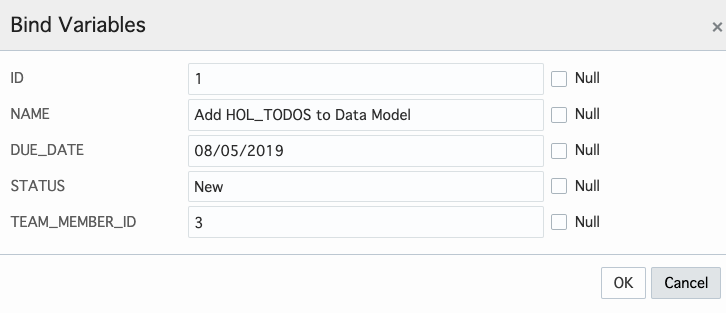 Bind Variables ×
ID 1 Null
NAME Add HOL_TODOS to Data Model Null
DUE_DATE 08/05/2019 Null
STATUS New Null
TEAM_MEMBER_ID 3 Null
OK Cancel